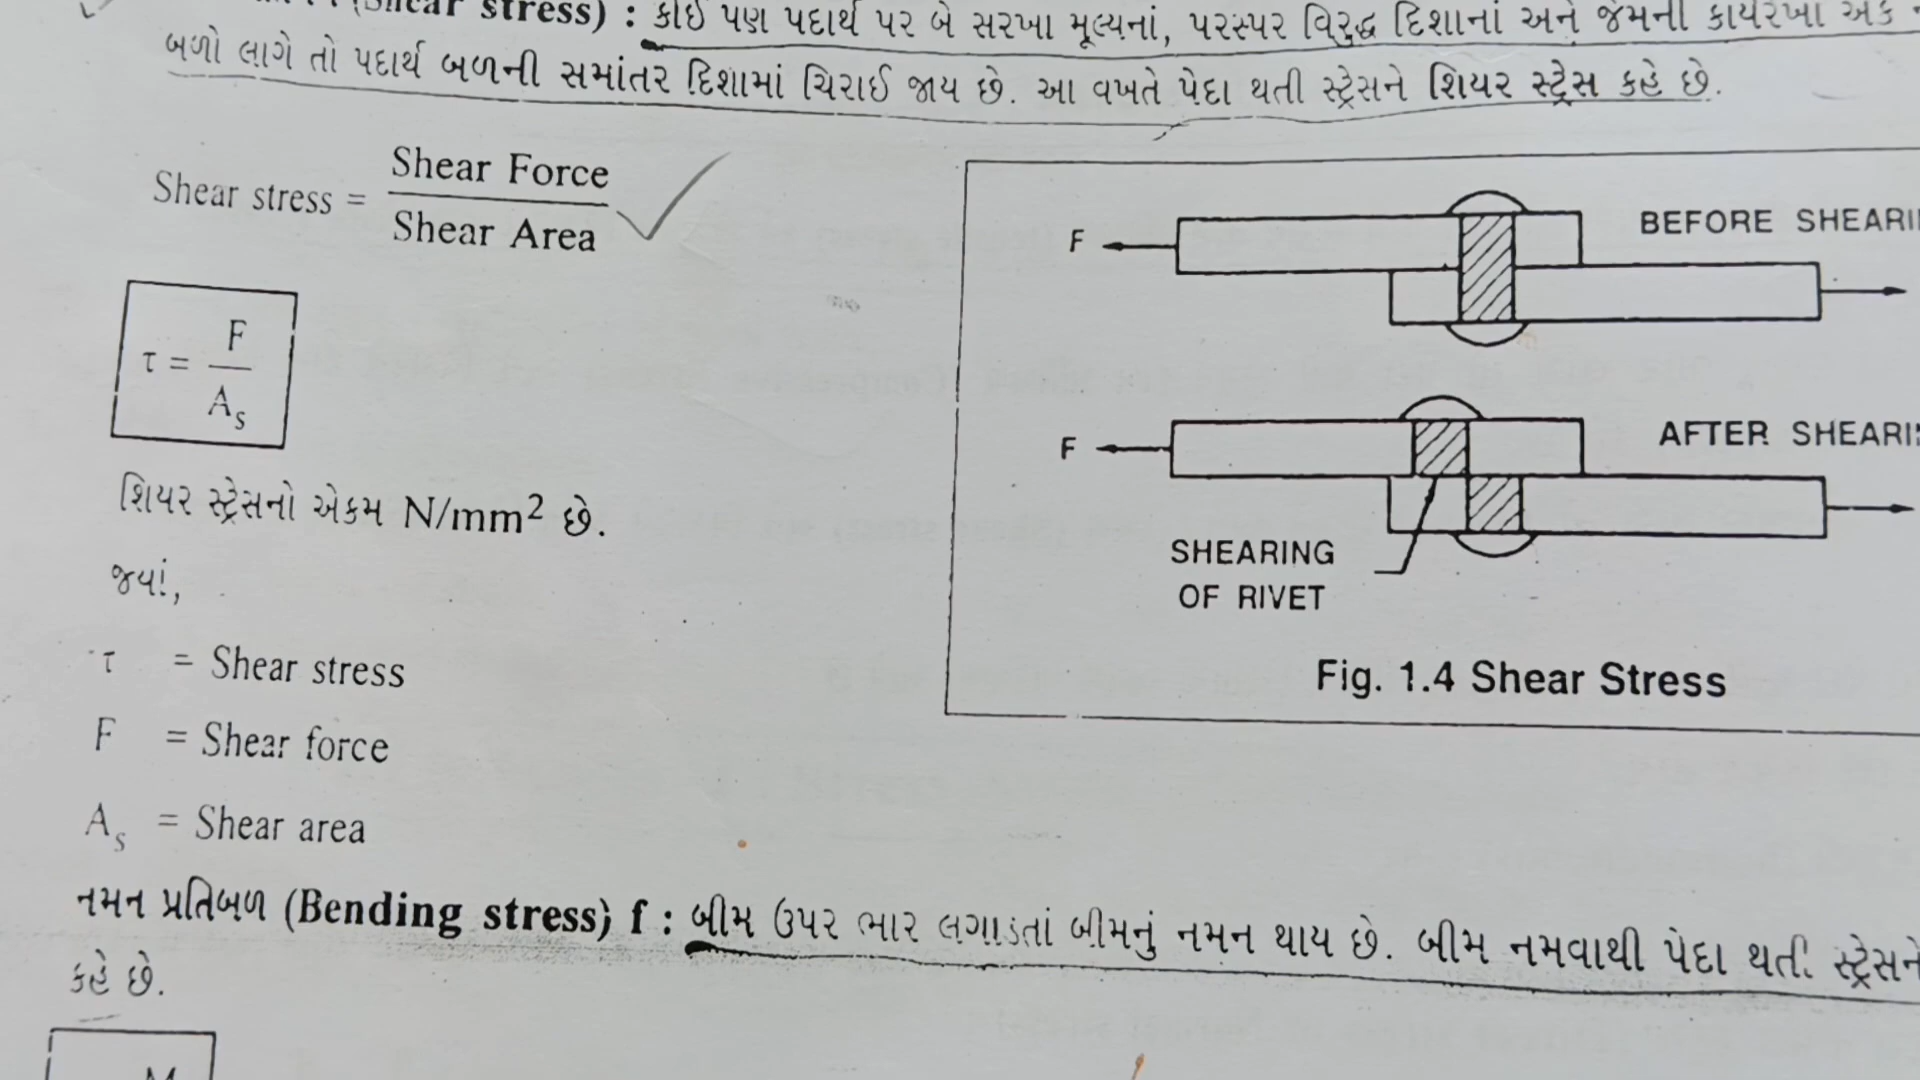 (Shear stress) : કોઈ પણ પદાર્થ પર બે સરખા મૂલ્યનાં, પરસ્પર વિરુદ્ધ દિશાનાં અને જેમની કાર્યરેખા એક ન
બળો લાગે તો પદાર્થ બળની સમાંતર દિશામાં ચિરાઈ જાય છે. આ વખતે પેદા થતી સ્ટ્રેસને શિયર સ્ટ્રેસ કહે છે.
Shear stress = Shear Force / Shear Area
τ = F / As
શિયર સ્ટ્રેસનો એકમ N/mm² છે.
જ્યાં,
τ = Shear stress
F = Shear force
As = Shear area
F
BEFORE SHEARI
F
AFTER SHEARI
SHEARING
OF RIVET
Fig. 1.4 Shear Stress
નમન પ્રતિબળ (Bending stress) f : બીમ ઉપર ભાર લગાડતાં બીમનું નમન થાય છે. બીમ નમવાથી પેદા થતી સ્ટ્રેસને
કહે છે.
M